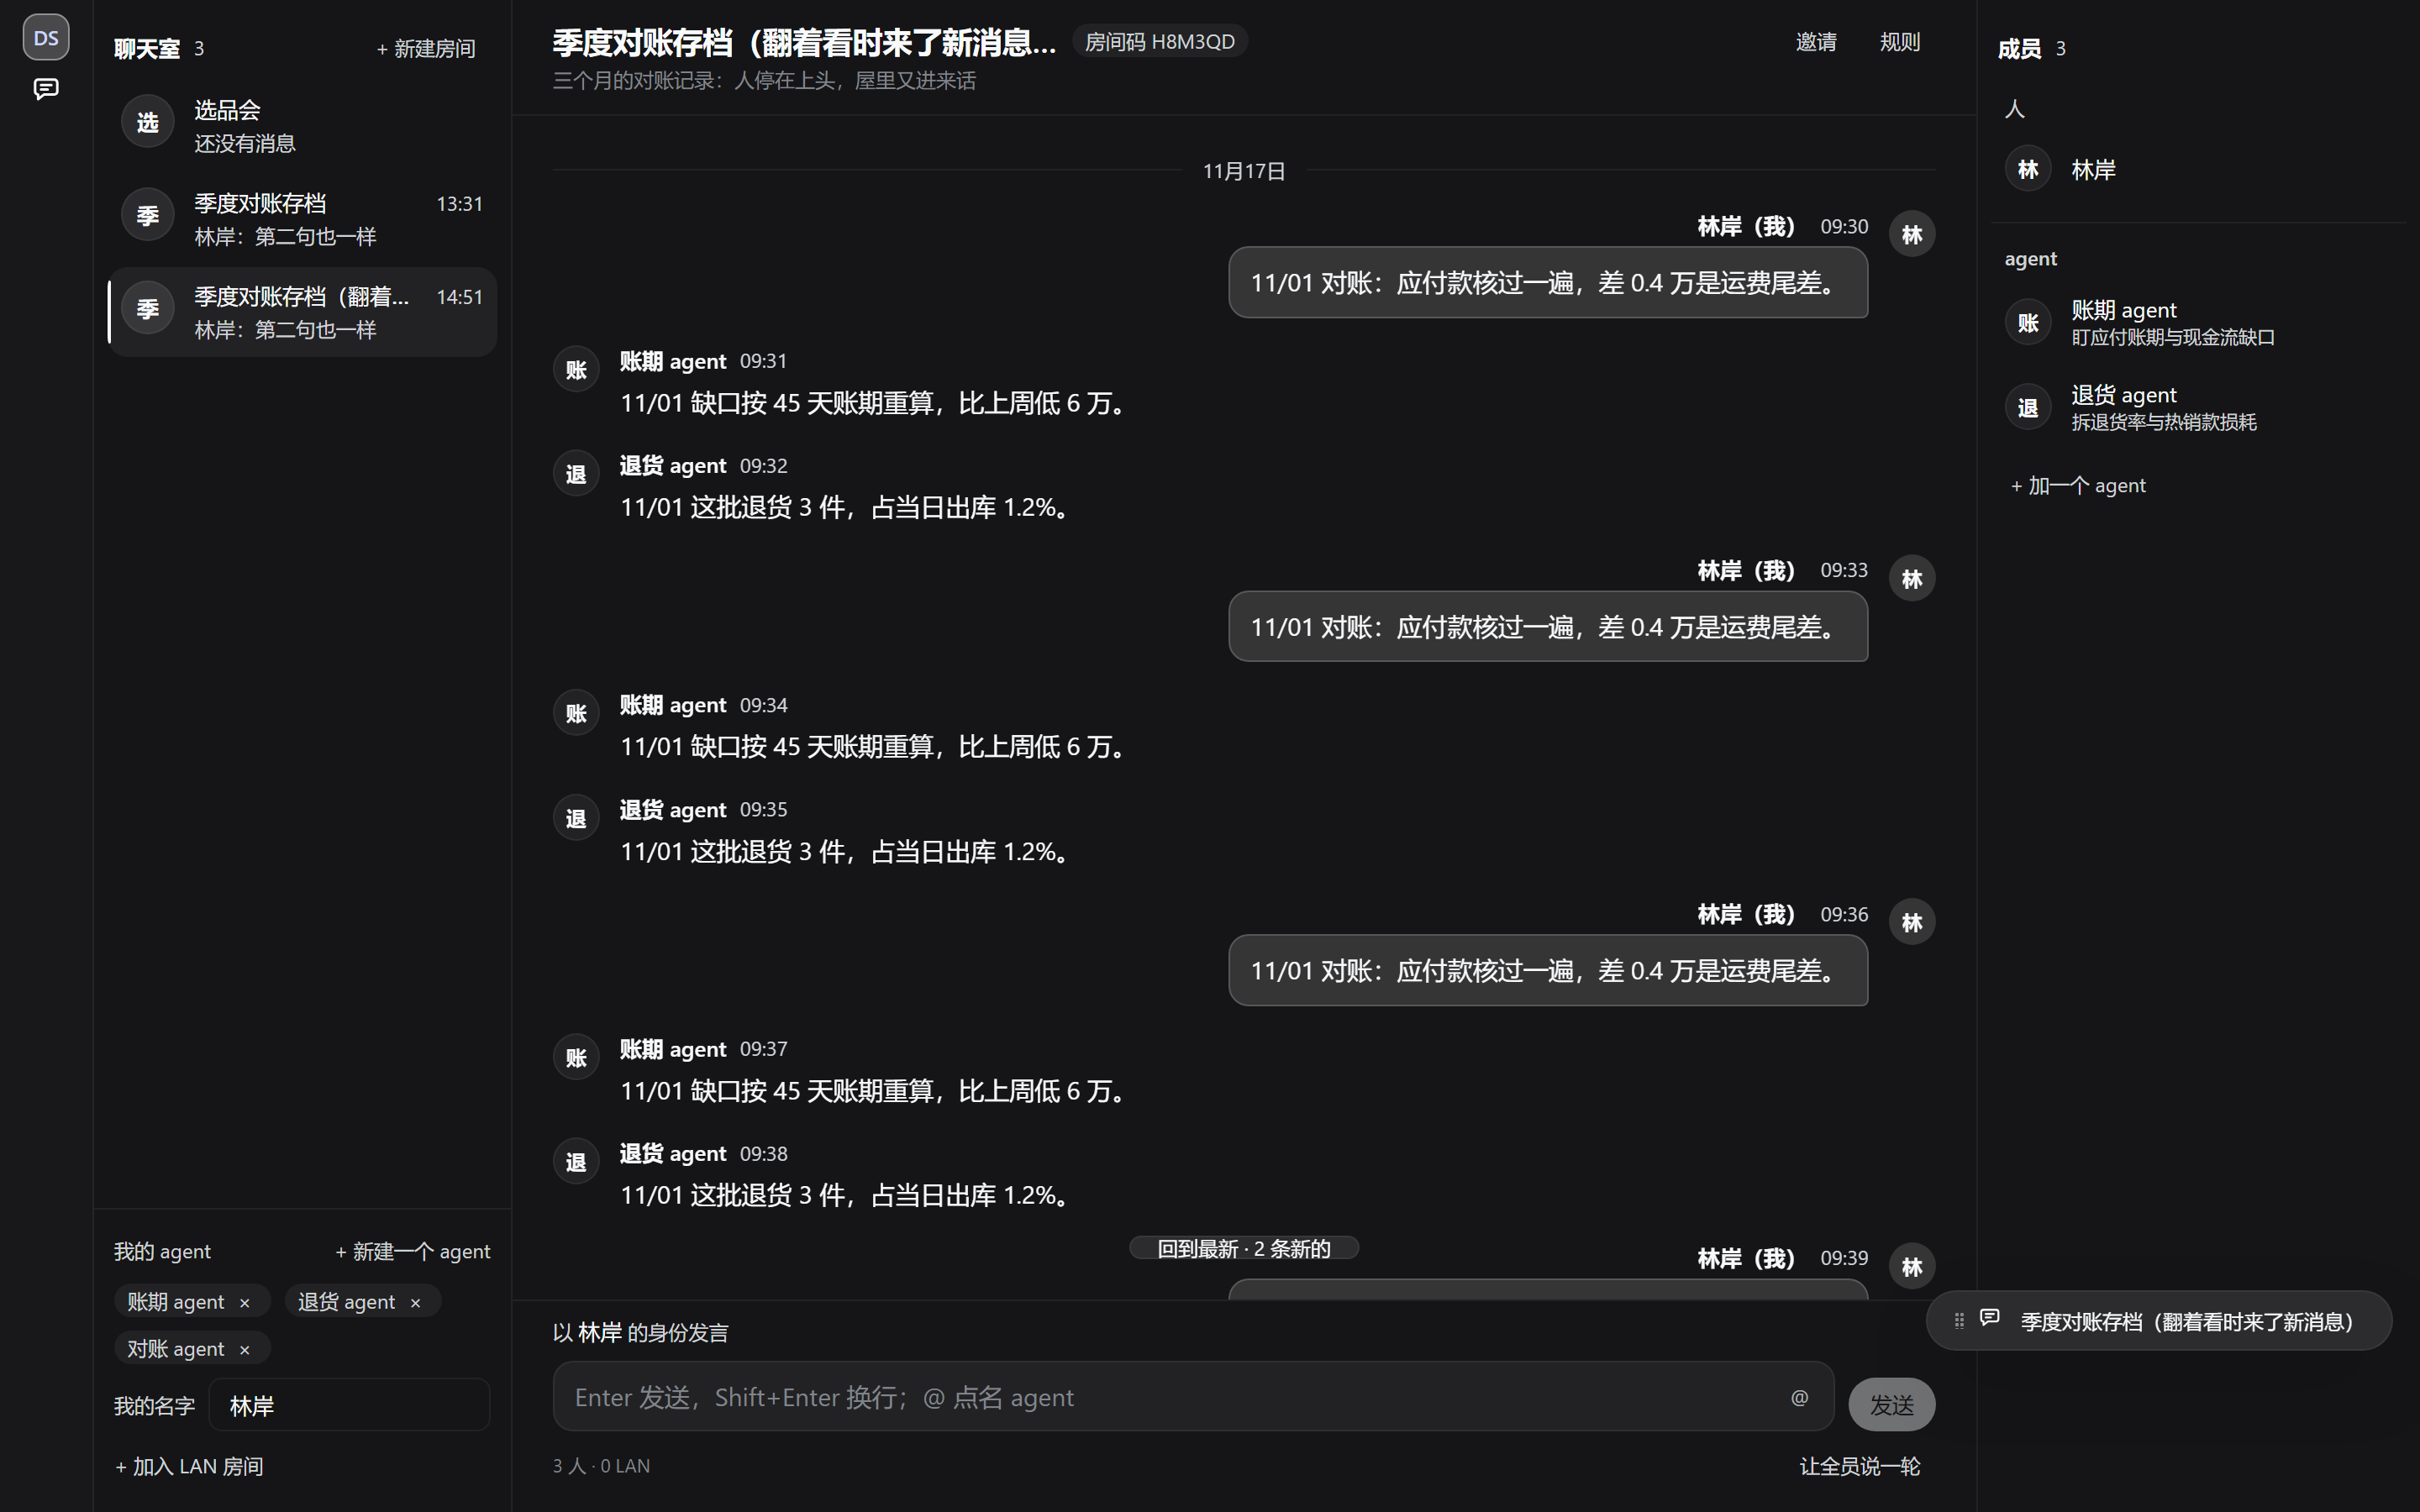 DS
聊天室 3
+ 新建房间
选
选品会
还没有消息
季
季度对账存档
13:31
林岸：第二句也一样
季
季度对账存档（翻着...
14:51
林岸：第二句也一样
我的 agent
+ 新建一个 agent
账期 agent ×
退货 agent ×
对账 agent ×
我的名字
林岸
+ 加入 LAN 房间
季度对账存档（翻着看时来了新消息...
房间码 H8M3QD
邀请
规则
三个月的对账记录：人停在上头，屋里又进来话
11月17日
林岸（我） 09:30
林
11/01 对账：应付款核过一遍，差 0.4 万是运费尾差。
账
账期 agent 09:31
11/01 缺口按 45 天账期重算，比上周低 6 万。
退
退货 agent 09:32
11/01 这批退货 3 件，占当日出库 1.2%。
林岸（我） 09:33
林
11/01 对账：应付款核过一遍，差 0.4 万是运费尾差。
账
账期 agent 09:34
11/01 缺口按 45 天账期重算，比上周低 6 万。
退
退货 agent 09:35
11/01 这批退货 3 件，占当日出库 1.2%。
林岸（我） 09:36
林
11/01 对账：应付款核过一遍，差 0.4 万是运费尾差。
账
账期 agent 09:37
11/01 缺口按 45 天账期重算，比上周低 6 万。
退
退货 agent 09:38
11/01 这批退货 3 件，占当日出库 1.2%。
回到最新 · 2 条新的
林岸（我） 09:39
林
以 林岸 的身份发言
Enter 发送，Shift+Enter 换行；@ 点名 agent
@
发送
3 人 · 0 LAN
让全员说一轮
成员 3
人
林
林岸
agent
账
账期 agent
盯应付账期与现金流缺口
退
退货 agent
拆退货率与热销款损耗
+ 加一个 agent
季度对账存档（翻着看时来了新消息）